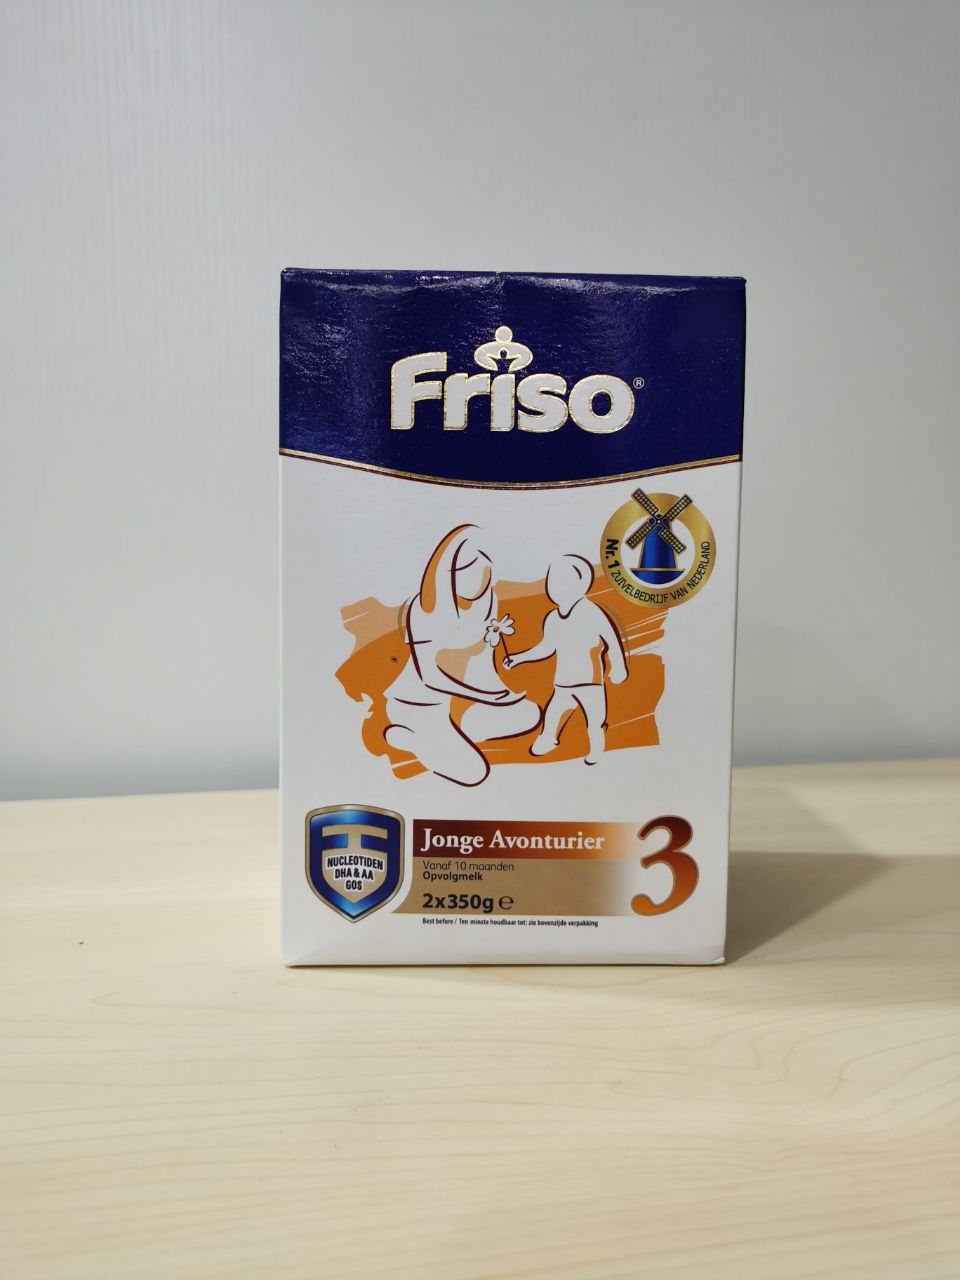 Friso®
Nr. 1 ZUIVELBEDRIJF VAN NEDERLAND
NUCLEOTIDEN
DHA & AA
GOS
Jonge Avonturier
3
Vanaf 10 maanden
Opvolgmelk
2x350g ℮
Best before / Ten minste houdbaar tot: zie bovenzijde verpakking